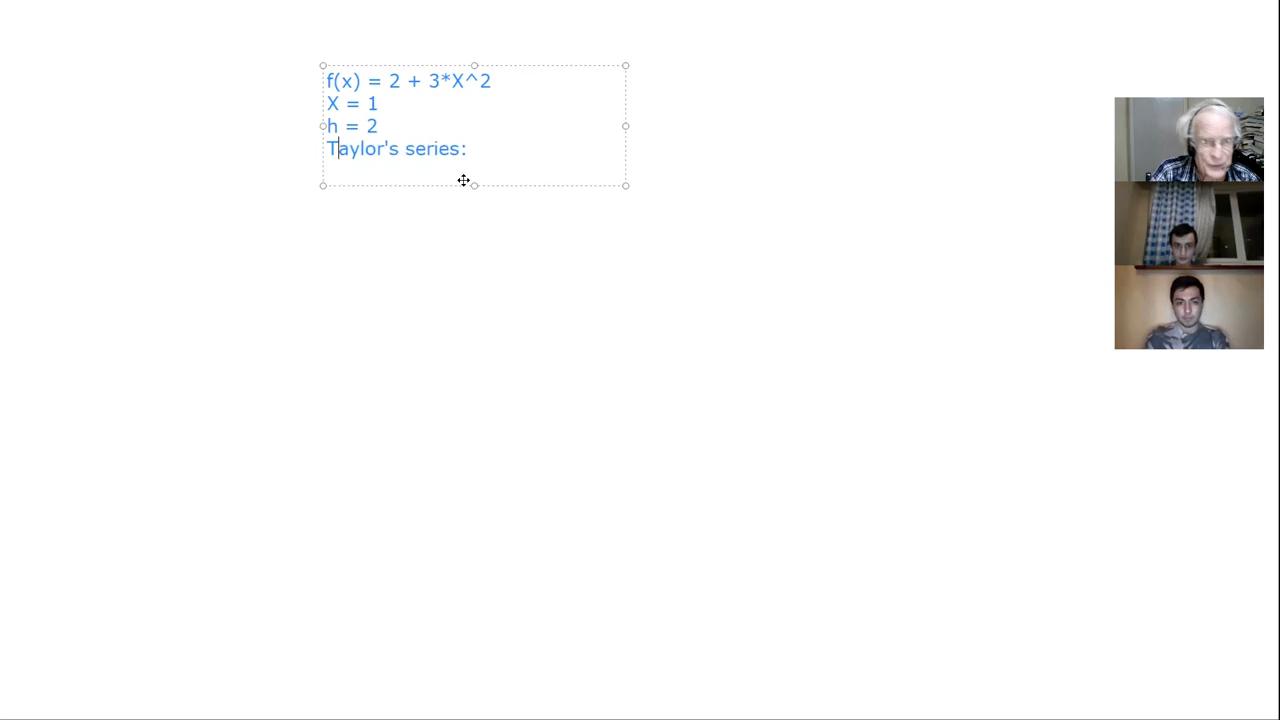 f(x) = 2 + 3*X^2
X = 1
h = 2
Taylor's series: